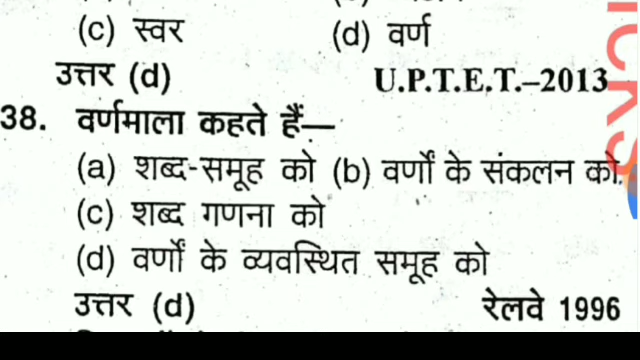 (c) स्वर (d) वर्ण
उत्तर (d) U.P.T.E.T.–2013
38. वर्णमाला कहते हैं—
(a) शब्द-समूह को (b) वर्णों के संकलन को
(c) शब्द गणना को
(d) वर्णों के व्यवस्थित समूह को
उत्तर (d) रेलवे 1996